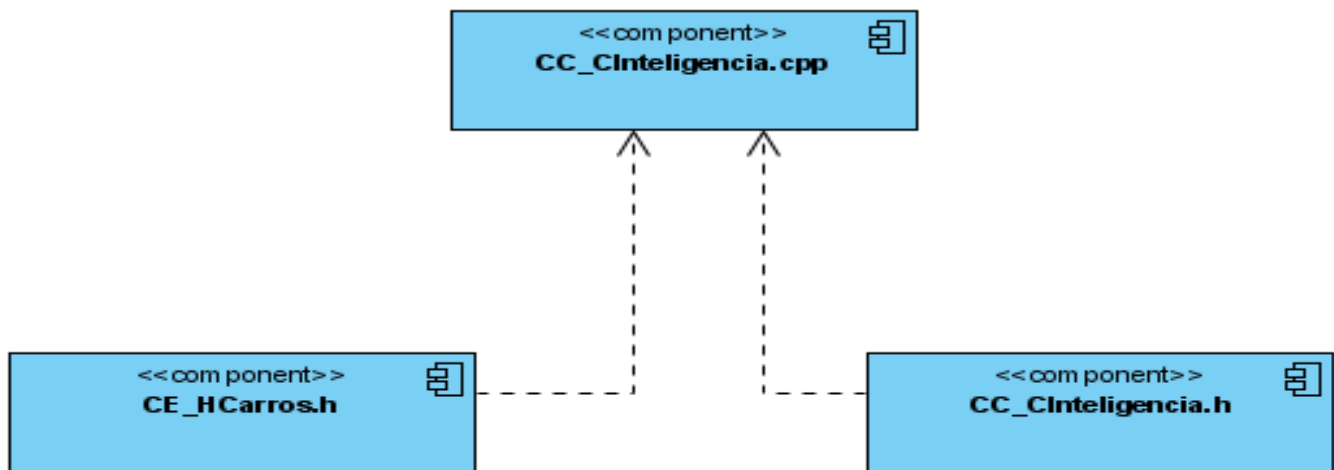 <<component>>
CC_CInteligencia.cpp
<<component>>
CE_HCarros.h
<<component>>
CC_CInteligencia.h